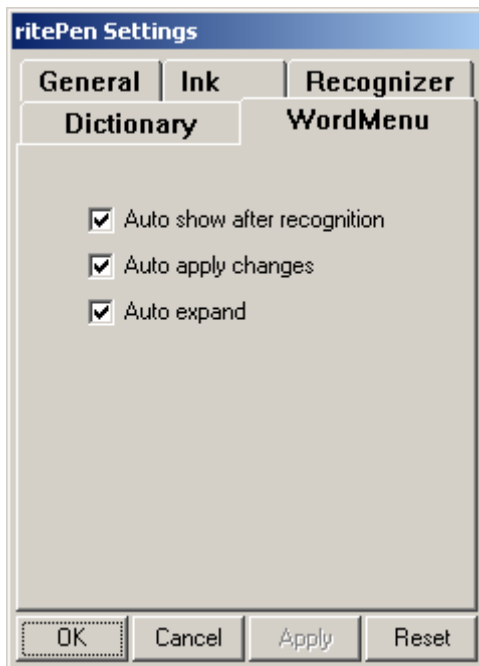 ritePen Settings
General Ink Recognizer
Dictionary WordMenu
Auto show after recognition
Auto apply changes
Auto expand
OK Cancel Apply Reset